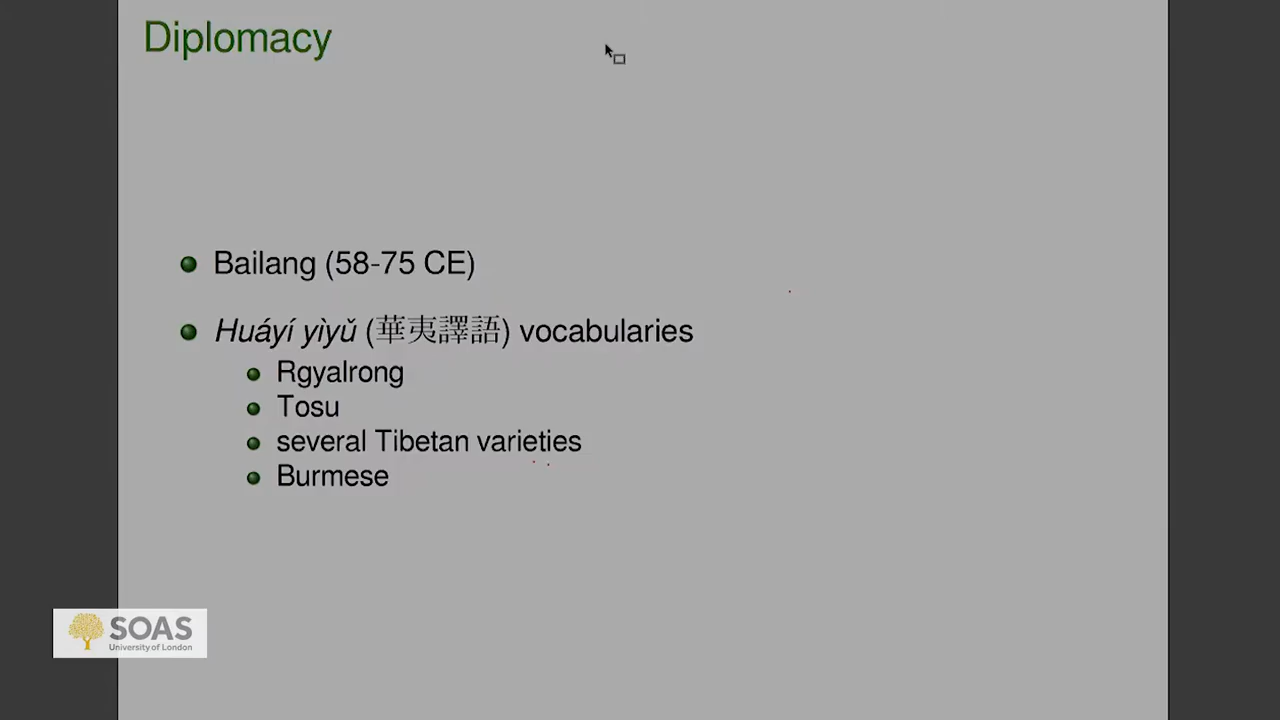 Diplomacy
Bailang (58-75 CE)
Huáyí yìyǔ (華夷譯語) vocabularies
Rgyalrong
Tosu
several Tibetan varieties
Burmese
SOAS
University of London